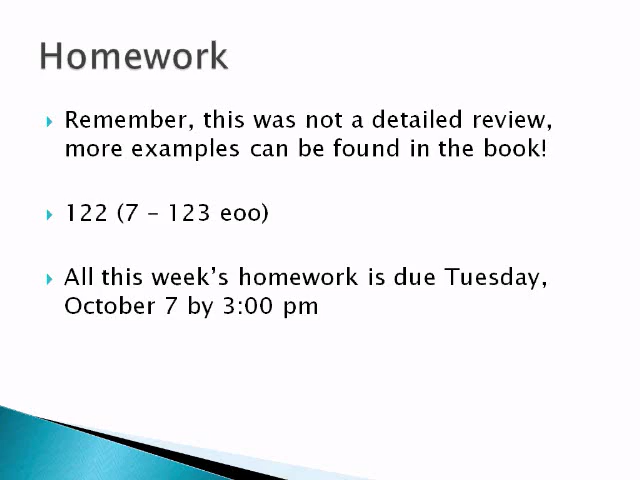 Homework
Remember, this was not a detailed review,
more examples can be found in the book!
122 (7 – 123 eoo)
All this week's homework is due Tuesday,
October 7 by 3:00 pm